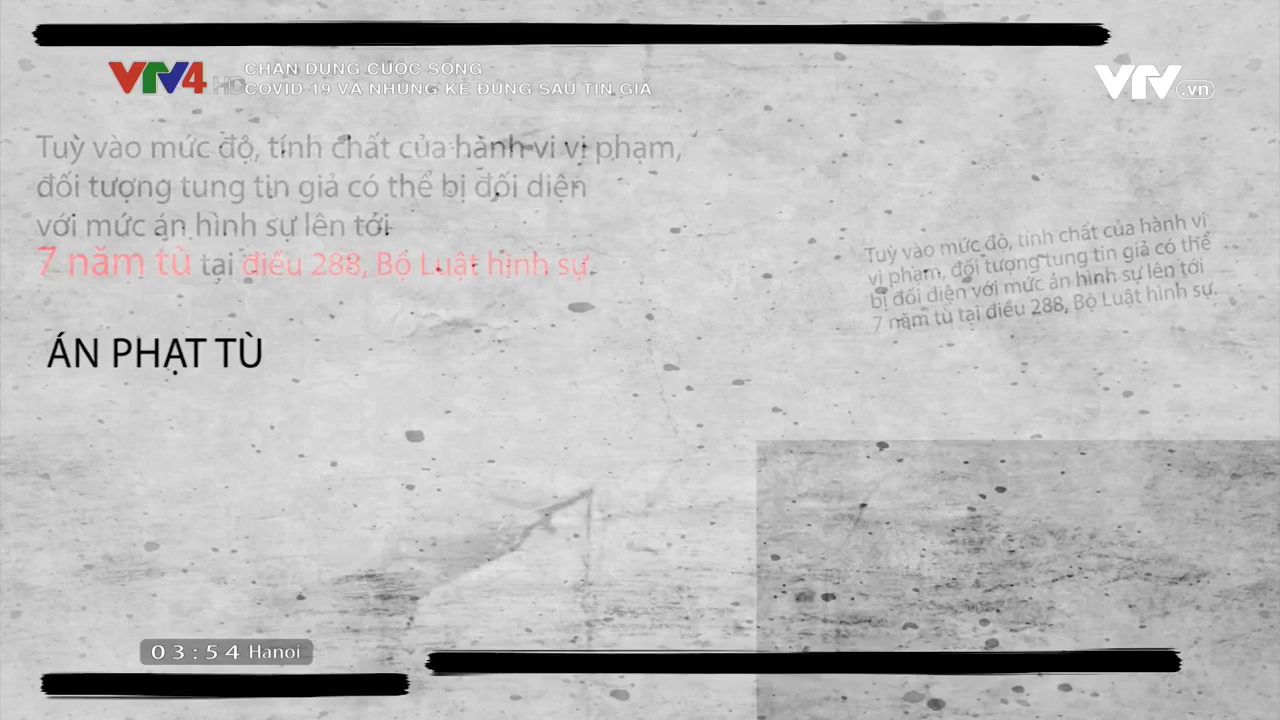 VTV4 HD
CHÂN DUNG CUỘC SỐNG
COVID-19 VÀ NHỮNG KẺ ĐỨNG SAU TIN GIẢ
VTV.vn
Tuỳ vào mức độ, tính chất của hành vi vi phạm,
đối tượng tung tin giả có thể bị đối diện
với mức án hình sự lên tới
7 năm tù tại điều 288, Bộ Luật hình sự.
Tuỳ vào mức độ, tính chất của hành vi
vi phạm, đối tượng tung tin giả có thể
bị đối diện với mức án hình sự lên tới
7 năm tù tại điều 288, Bộ Luật hình sự.
ÁN PHẠT TÙ
03:54 Hanoi